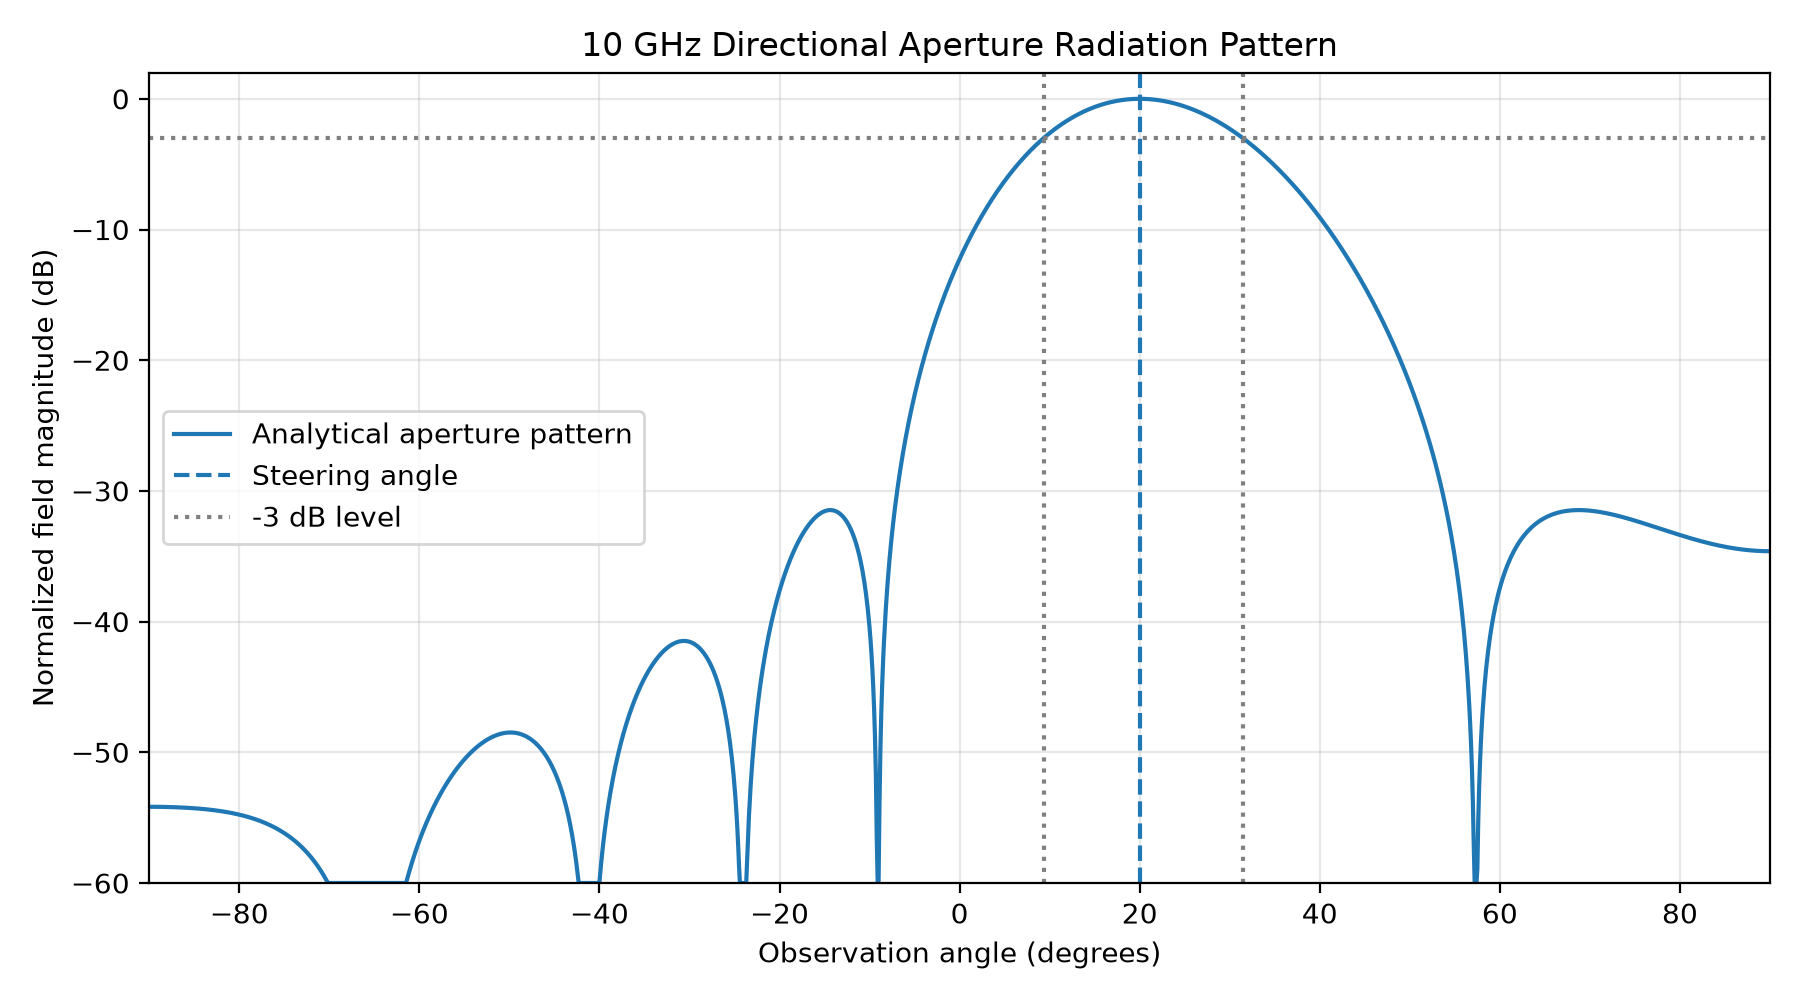 10 GHz Directional Aperture Radiation Pattern
Normalized field magnitude (dB)
0
−10
−20
−30
−40
−50
−60
Analytical aperture pattern
Steering angle
-3 dB level
−80
−60
−40
−20
0
20
40
60
80
Observation angle (degrees)